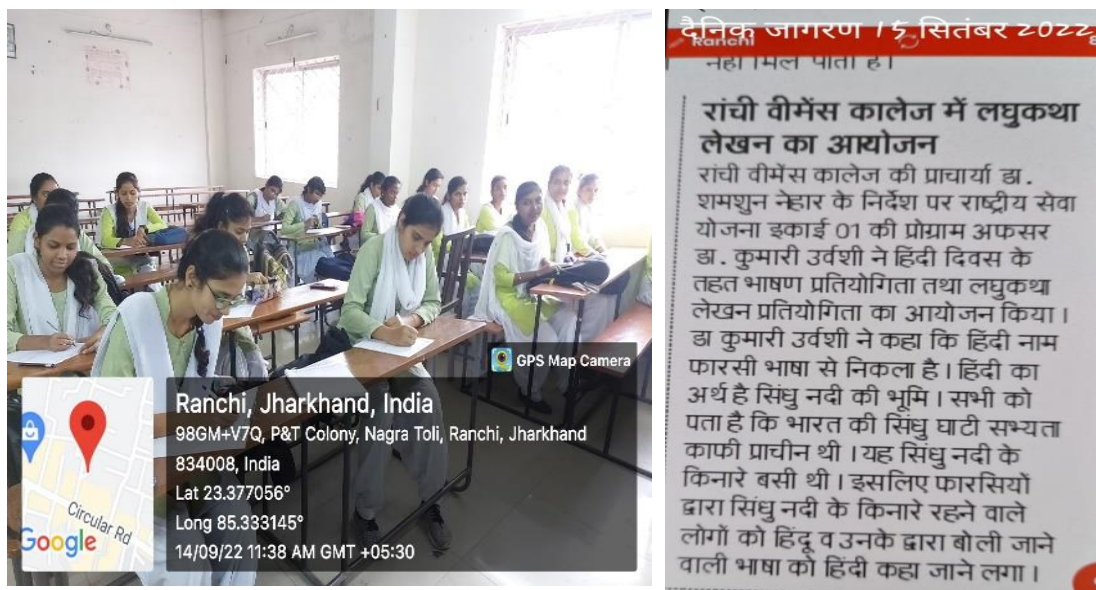 GPS Map Camera
Ranchi, Jharkhand, India
98GM+V7Q, P&T Colony, Nagra Toli, Ranchi, Jharkhand
834008, India
Lat 23.377056°
Long 85.333145°
14/09/22 11:38 AM GMT +05:30
Circular Rd
Google
दैनिक जागरण 15 सितंबर 2022
Ranchi
नहीं मिल पाता है।
रांची वीमेंस कालेज में लघुकथा
लेखन का आयोजन
रांची वीमेंस कालेज की प्राचार्या डा.
शमशुन नेहार के निर्देश पर राष्ट्रीय सेवा
योजना इकाई 01 की प्रोग्राम अफसर
डा. कुमारी उर्वशी ने हिंदी दिवस के
तहत भाषण प्रतियोगिता तथा लघुकथा
लेखन प्रतियोगिता का आयोजन किया।
डा कुमारी उर्वशी ने कहा कि हिंदी नाम
फारसी भाषा से निकला है। हिंदी का
अर्थ है सिंधु नदी की भूमि। सभी को
पता है कि भारत की सिंधु घाटी सभ्यता
काफी प्राचीन थी। यह सिंधु नदी के
किनारे बसी थी। इसलिए फारसियों
द्वारा सिंधु नदी के किनारे रहने वाले
लोगों को हिंदू व उनके द्वारा बोली जाने
वाली भाषा को हिंदी कहा जाने लगा।